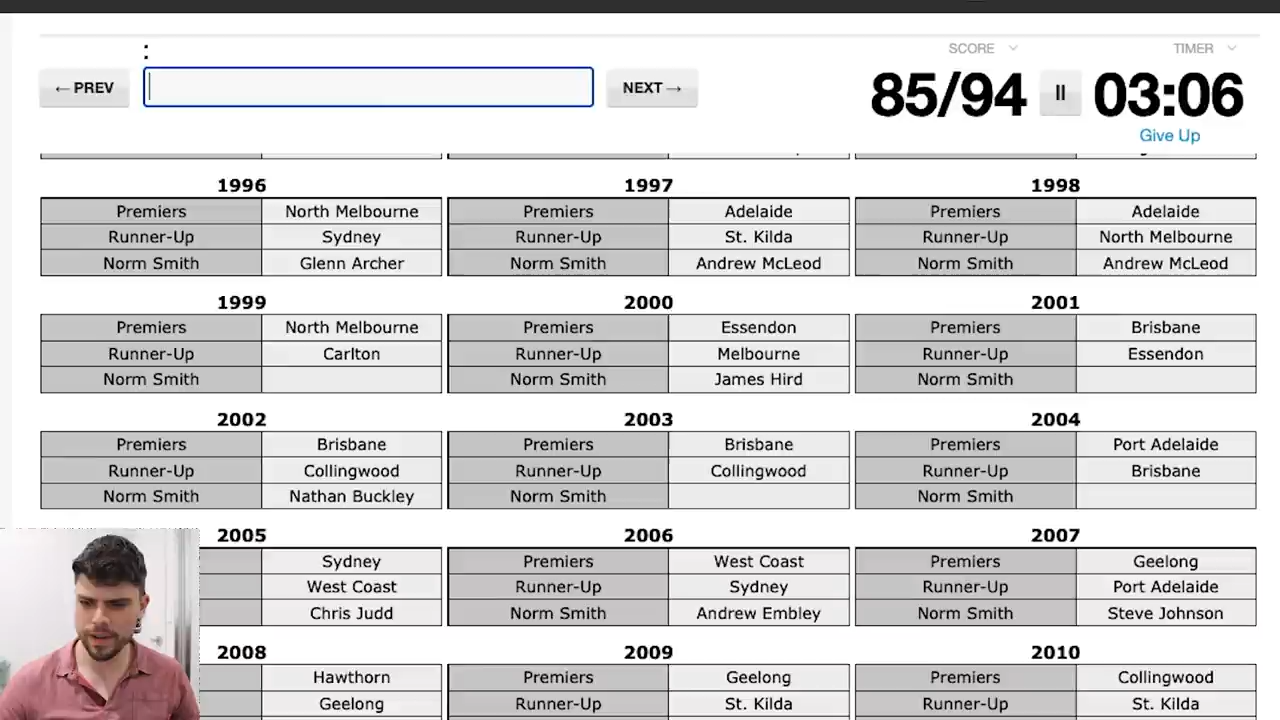 :
SCORE TIMER
← PREV NEXT → 85/94 03:06
Give Up
1996 1997 1998
Premiers North Melbourne Premiers Adelaide Premiers Adelaide
Runner-Up Sydney Runner-Up St. Kilda Runner-Up North Melbourne
Norm Smith Glenn Archer Norm Smith Andrew McLeod Norm Smith Andrew McLeod
1999 2000 2001
Premiers North Melbourne Premiers Essendon Premiers Brisbane
Runner-Up Carlton Runner-Up Melbourne Runner-Up Essendon
Norm Smith Norm Smith James Hird Norm Smith
2002 2003 2004
Premiers Brisbane Premiers Brisbane Premiers Port Adelaide
Runner-Up Collingwood Runner-Up Collingwood Runner-Up Brisbane
Norm Smith Nathan Buckley Norm Smith Norm Smith
2005 2006 2007
Sydney Premiers West Coast Premiers Geelong
West Coast Runner-Up Sydney Runner-Up Port Adelaide
Chris Judd Norm Smith Andrew Embley Norm Smith Steve Johnson
2008 2009 2010
Hawthorn Premiers Geelong Premiers Collingwood
Geelong Runner-Up St. Kilda Runner-Up St. Kilda